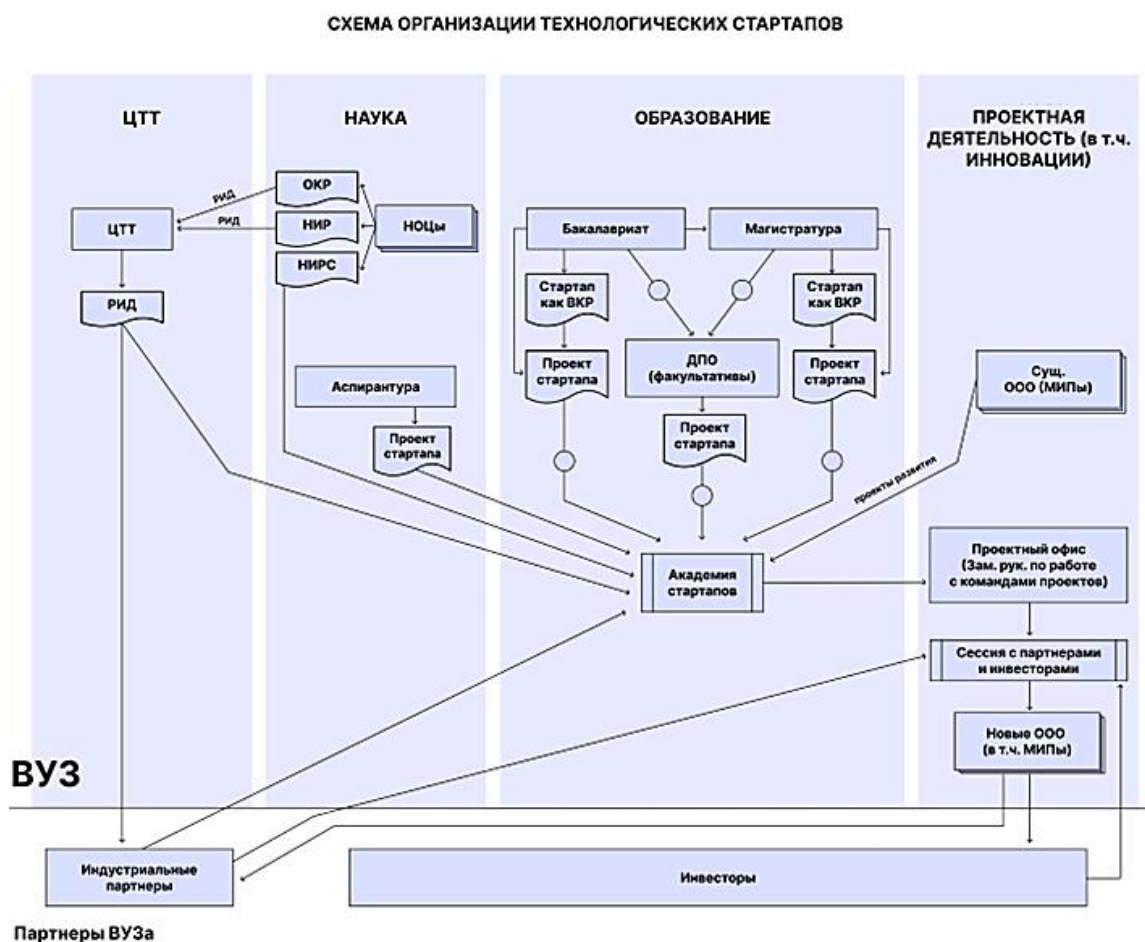 СХЕМА ОРГАНИЗАЦИИ ТЕХНОЛОГИЧЕСКИХ СТАРТАПОВ
ЦТТ
НАУКА
ОБРАЗОВАНИЕ
ПРОЕКТНАЯ
ДЕЯТЕЛЬНОСТЬ (в т.ч.
ИННОВАЦИИ)
ЦТТ
РИД
РИД
РИД
ОКР
НИР
НИРС
НОЦы
Аспирантура
Проект
стартапа
Бакалавриат
Магистратура
Стартап
как ВКР
Стартап
как ВКР
Проект
стартапа
ДПО
(факультативы)
Проект
стартапа
Проект
стартапа
Сущ.
ООО (МИПы)
проекты развития
Академия
стартапов
Проектный офис
(Зам. рук. по работе
с командами проектов)
Сессия с партнерами
и инвесторами
Новые ООО
(в т.ч. МИПы)
ВУЗ
Индустриальные
партнеры
Инвесторы
Партнеры ВУЗа